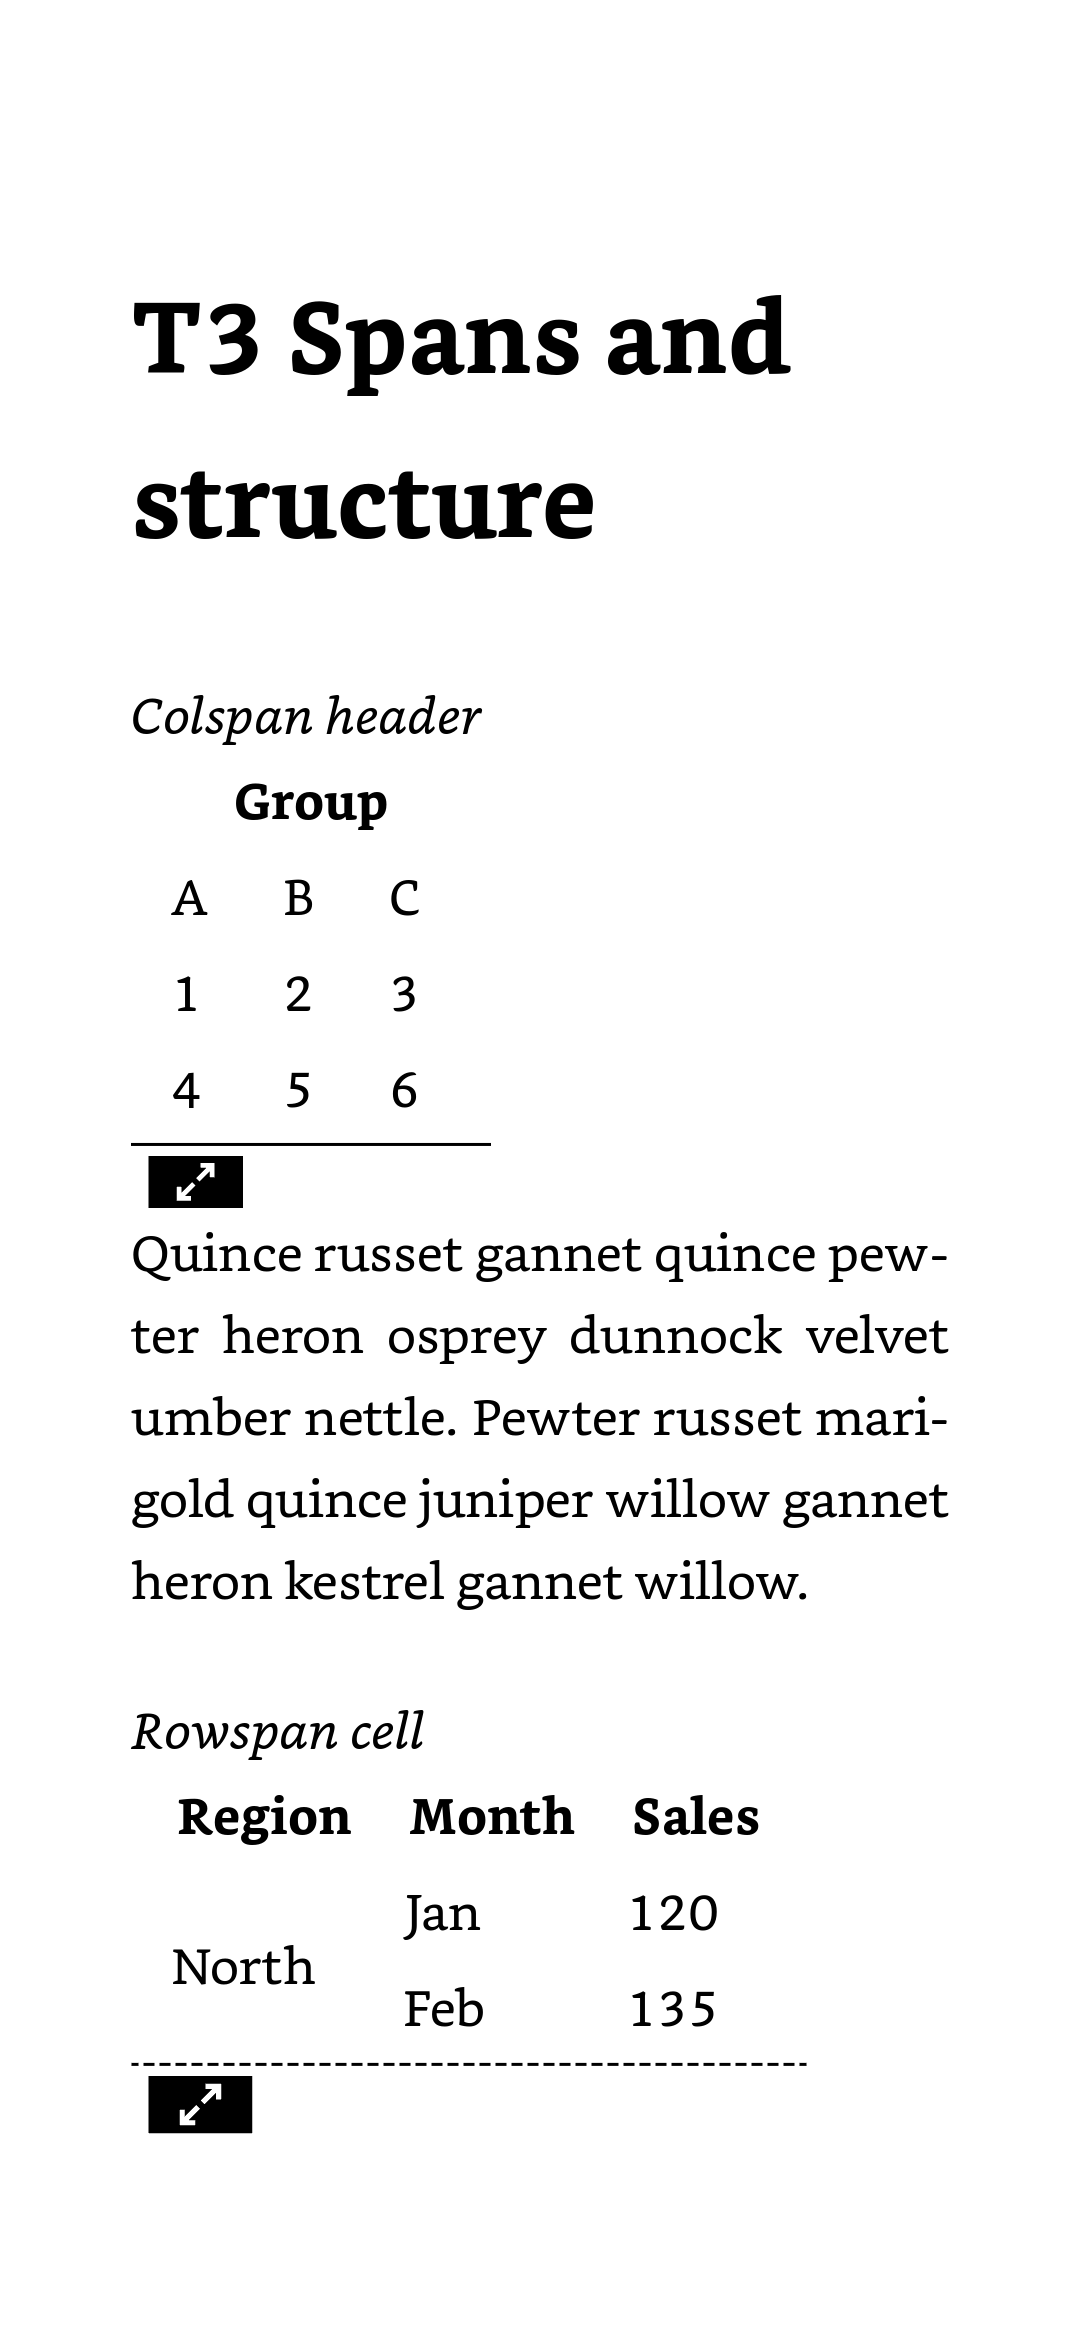 T3 Spans and
structure
Colspan header
Group
A B C
1 2 3
4 5 6
Quince russet gannet quince pew-
ter heron osprey dunnock velvet
umber nettle. Pewter russet mari-
gold quince juniper willow gannet
heron kestrel gannet willow.
Rowspan cell
Region Month Sales
Jan 120
North
Feb 135